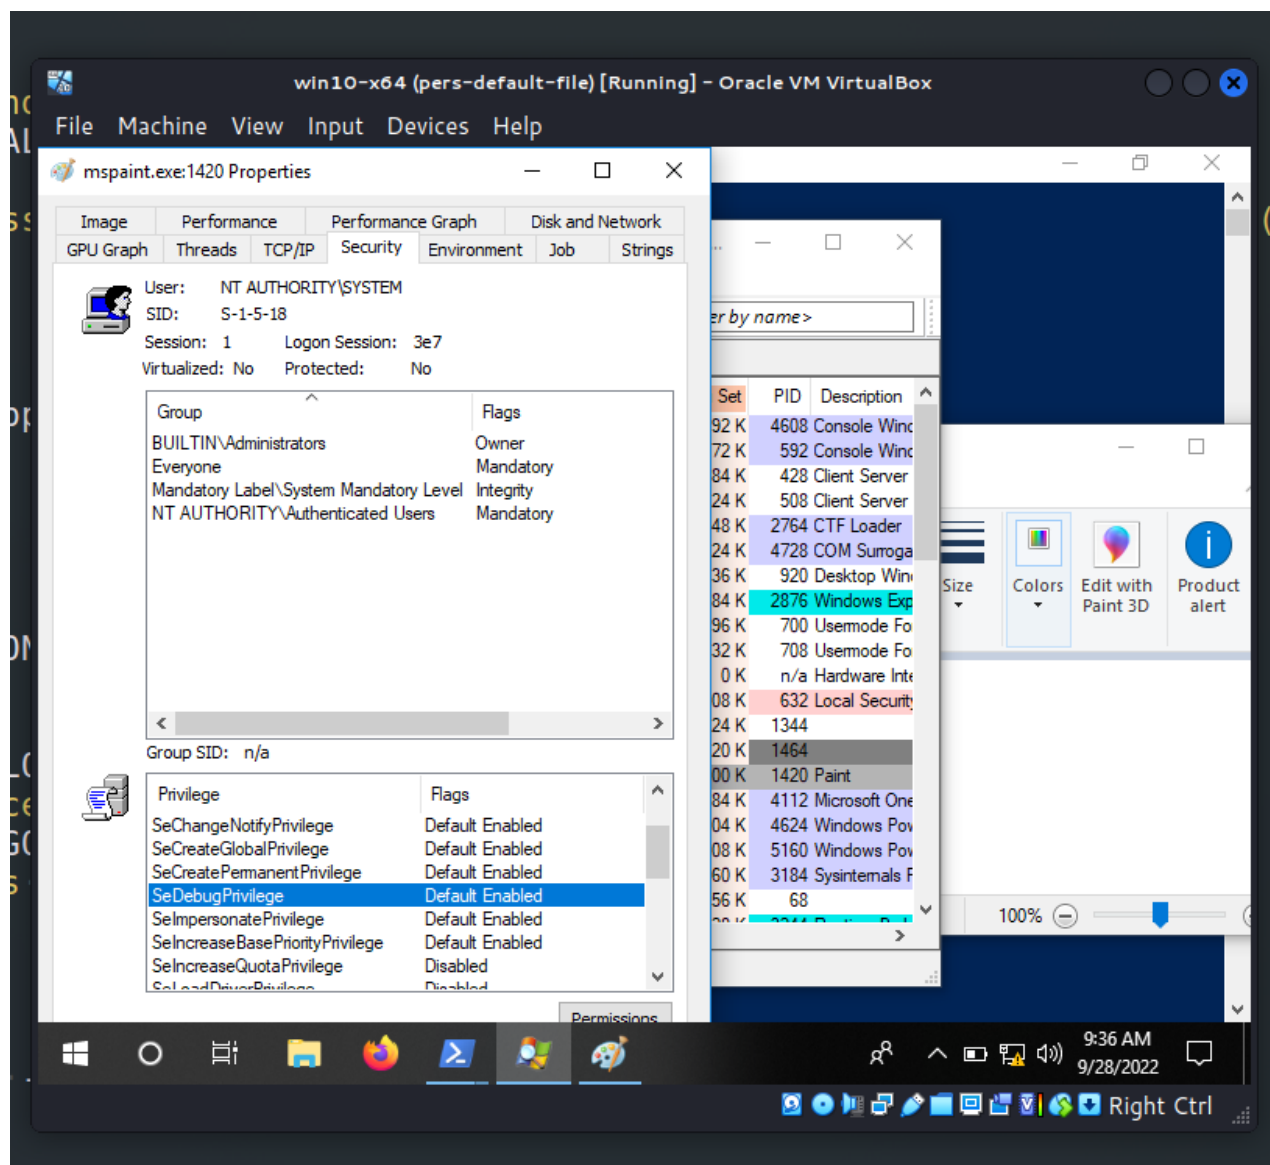 win10-x64 (pers-default-file) [Running] - Oracle VM VirtualBox
File Machine View Input Devices Help
mspaint.exe:1420 Properties
Image Performance Performance Graph Disk and Network
GPU Graph Threads TCP/IP Security Environment Job Strings
User: NT AUTHORITY\SYSTEM
SID: S-1-5-18
Session: 1 Logon Session: 3e7
Virtualized: No Protected: No
Group Flags
BUILTIN\Administrators Owner
Everyone Mandatory
Mandatory Label\System Mandatory Level Integrity
NT AUTHORITY\Authenticated Users Mandatory
Group SID: n/a
Privilege Flags
SeChangeNotifyPrivilege Default Enabled
SeCreateGlobalPrivilege Default Enabled
SeCreatePermanentPrivilege Default Enabled
SeDebugPrivilege Default Enabled
SeImpersonatePrivilege Default Enabled
SeIncreaseBasePriorityPrivilege Default Enabled
SeIncreaseQuotaPrivilege Disabled
SeLoadDriverPrivilege Disabled
Permissions
er by name>
Set PID Description
92 K 4608 Console Winc
72 K 592 Console Winc
84 K 428 Client Server
24 K 508 Client Server
48 K 2764 CTF Loader
24 K 4728 COM Surroga
36 K 920 Desktop Win
84 K 2876 Windows Exp
96 K 700 Usermode Fo
32 K 708 Usermode Fo
0 K n/a Hardware Inte
08 K 632 Local Security
24 K 1344
20 K 1464
00 K 1420 Paint
84 K 4112 Microsoft One
04 K 4624 Windows Pow
08 K 5160 Windows Pow
60 K 3184 Sysinternals P
56 K 68
Size Colors Edit with Paint 3D Product alert
100%
9:36 AM
9/28/2022
Right Ctrl